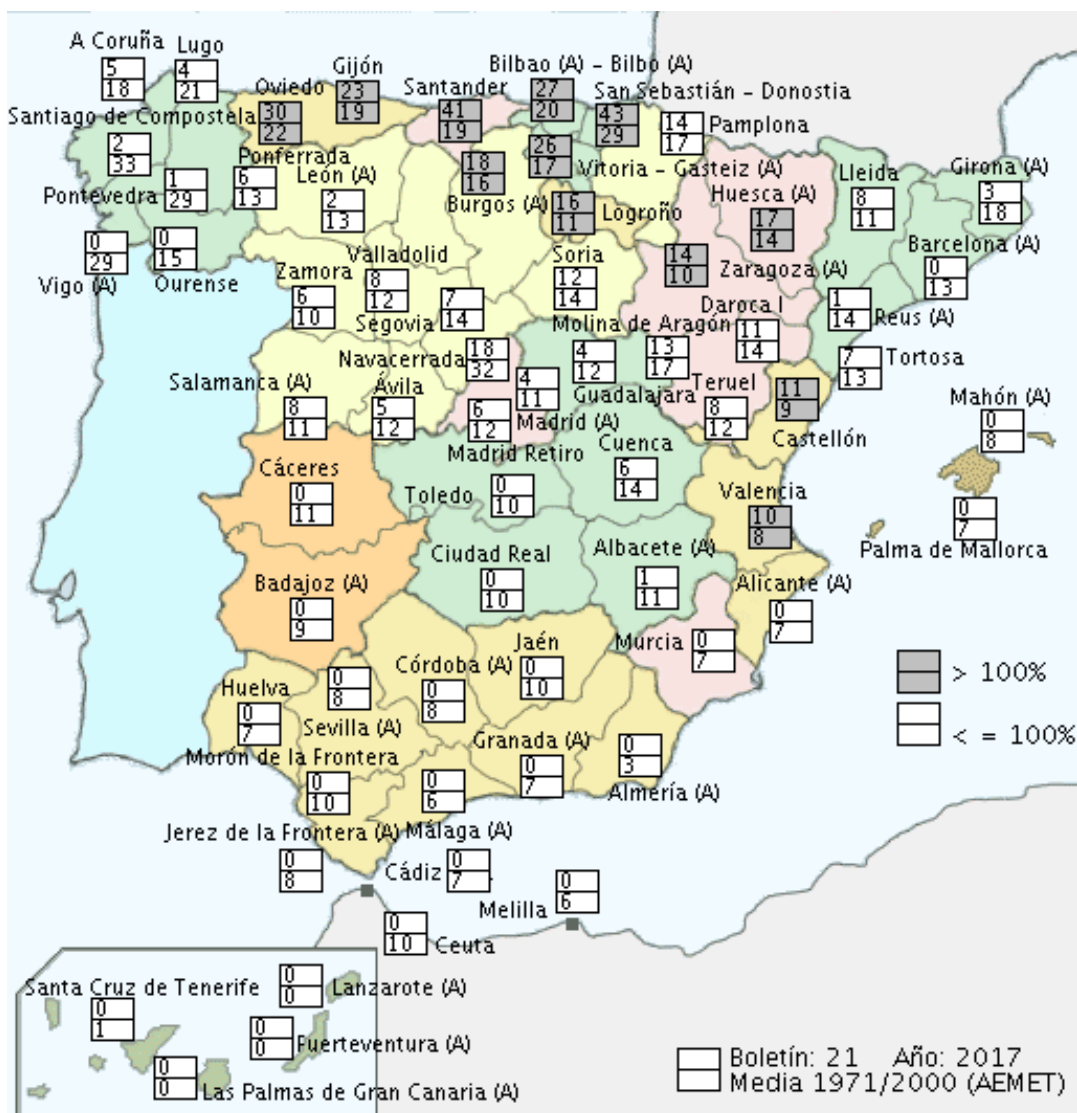 A Coruña
5
18
Lugo
4
21
Oviedo
30
22
Gijón
23
19
Santander
41
19
Bilbao (A) – Bilbo (A)
27
20
San Sebastián – Donostia
43
29
Pamplona
14
17
Santiago de Compostela
2
33
Ponferrada
6
13
León (A)
2
13
Burgos (A)
18
16
Vitoria – Gasteiz (A)
26
17
Logroño
16
11
Huesca (A)
17
14
Lleida
8
11
Girona (A)
3
18
Pontevedra
1
29
Vigo (A)
0
29
Ourense
0
15
Zamora
6
10
Valladolid
8
12
Soria
12
14
Zaragoza (A)
14
10
Barcelona (A)
0
13
Segovia
7
14
Molina de Aragón
13
17
Daroca I
11
14
Reus (A)
1
14
Tortosa
7
13
Navacerrada
18
32
Salamanca (A)
8
11
Ávila
5
12
Madrid (A)
4
11
Madrid Retiro
6
12
Guadalajara
4
12
Teruel
8
12
Castellón
11
9
Mahón (A)
0
8
Cáceres
0
11
Toledo
0
10
Cuenca
6
14
Valencia
10
8
Palma de Mallorca
0
7
Badajoz (A)
0
9
Ciudad Real
0
10
Albacete (A)
1
11
Alicante (A)
0
7
Murcia
0
7
Huelva
0
7
Sevilla (A)
0
8
Córdoba (A)
0
8
Jaén
0
10
Morón de la Frontera
0
10
Granada (A)
0
7
Almería (A)
0
3
Jerez de la Frontera (A)
0
8
Málaga (A)
0
6
Cádiz
0
7
Melilla
0
6
Ceuta
0
10
> 100%
< = 100%
Santa Cruz de Tenerife
0
1
Lanzarote (A)
0
0
Fuerteventura (A)
0
0
Las Palmas de Gran Canaria (A)
0
0
Boletín: 21 Año: 2017
Media 1971/2000 (AEMET)